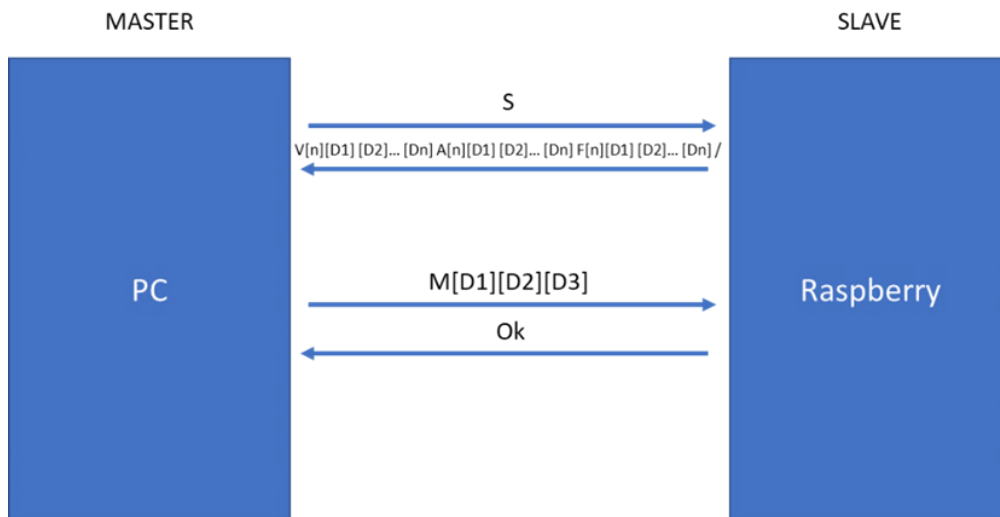 MASTER
SLAVE
S
V[n][D1] [D2]... [Dn] A[n][D1] [D2]... [Dn] F[n][D1] [D2]... [Dn] /
PC
M[D1][D2][D3]
Raspberry
Ok